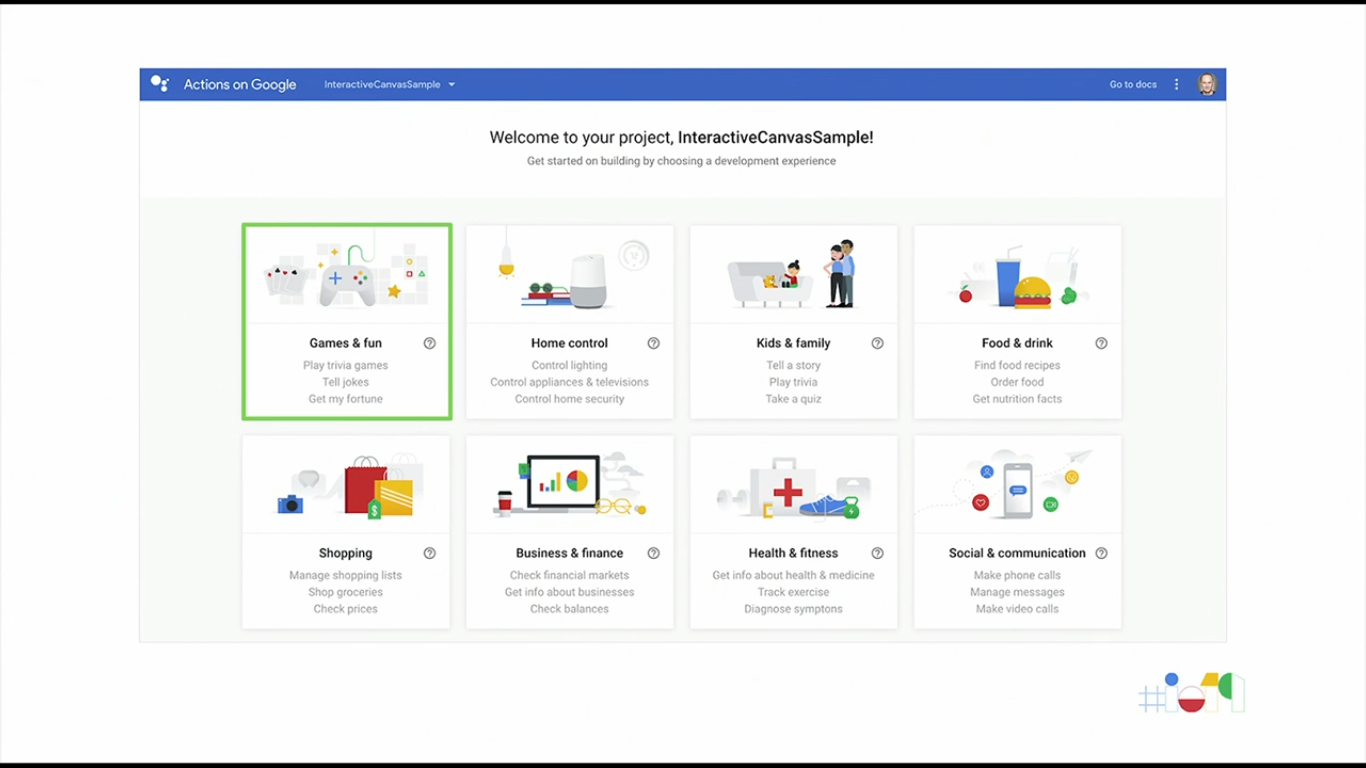 Actions on Google
InteractiveCanvasSample
Go to docs
Welcome to your project, InteractiveCanvasSample!
Get started on building by choosing a development experience
Games & fun
Play trivia games
Tell jokes
Get my fortune
Home control
Control lighting
Control appliances & televisions
Control home security
Kids & family
Tell a story
Play trivia
Take a quiz
Food & drink
Find food recipes
Order food
Get nutrition facts
Shopping
Manage shopping lists
Shop groceries
Check prices
Business & finance
Check financial markets
Get info about businesses
Check balances
Health & fitness
Get info about health & medicine
Track exercise
Diagnose symptons
Social & communication
Make phone calls
Manage messages
Make video calls
#io19